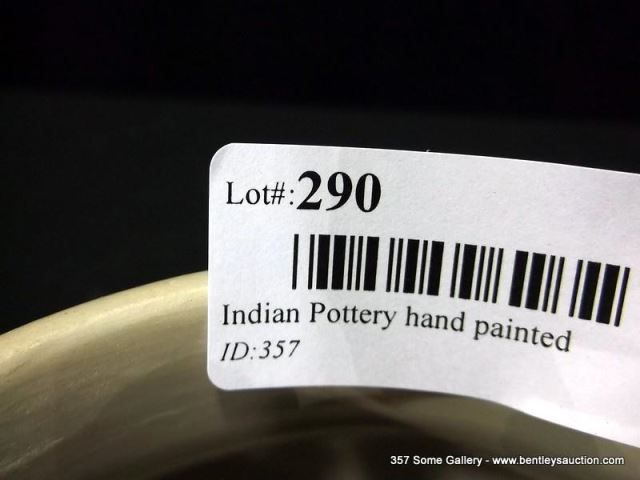 Lot#:290
Indian Pottery hand painted
ID:357
357 Some Gallery - www.bentleysauction.com